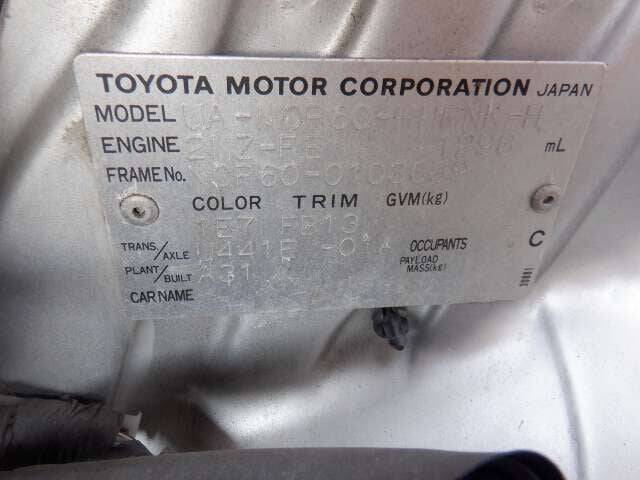 TOYOTA MOTOR CORPORATION JAPAN
MODEL
ENGINE 2NZ-FE mL
FRAME No.
COLOR TRIM GVM(kg)
1E7 FB13
TRANS./AXLE U441E -01A OCCUPANTS C
PLANT/BUILT A31 PAYLOAD MASS(kg)
CAR NAME